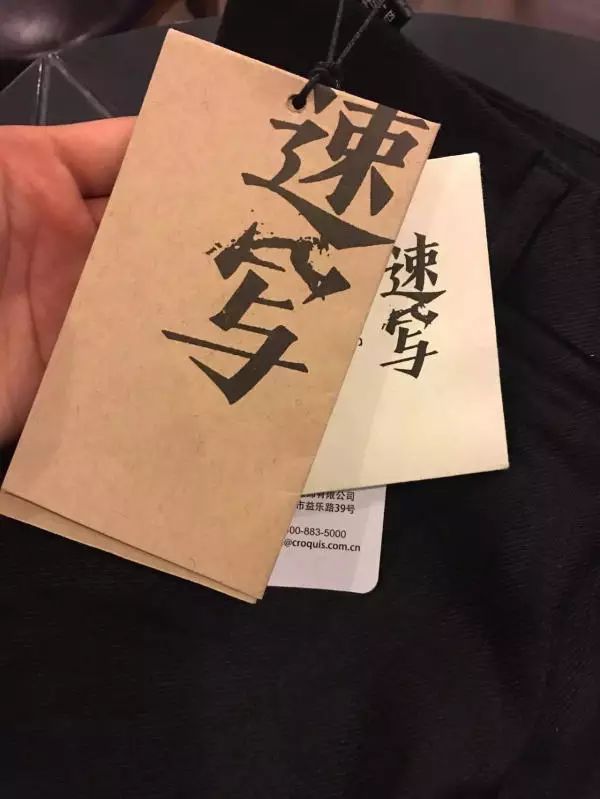 速写
速写
饰有限公司
市益乐路39号
00-883-5000
@croquis.com.cn